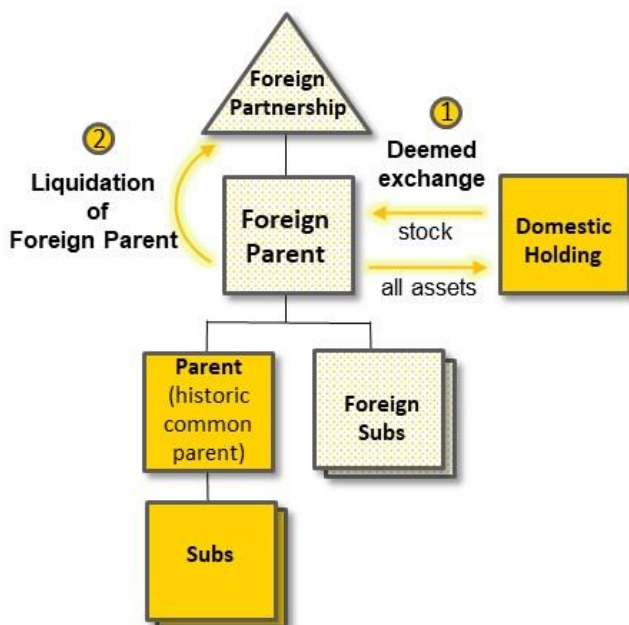 Foreign
Partnership
2
Liquidation
of
Foreign Parent
1
Deemed
exchange
stock
all assets
Foreign
Parent
Domestic
Holding
Parent
(historic
common
parent)
Foreign
Subs
Subs